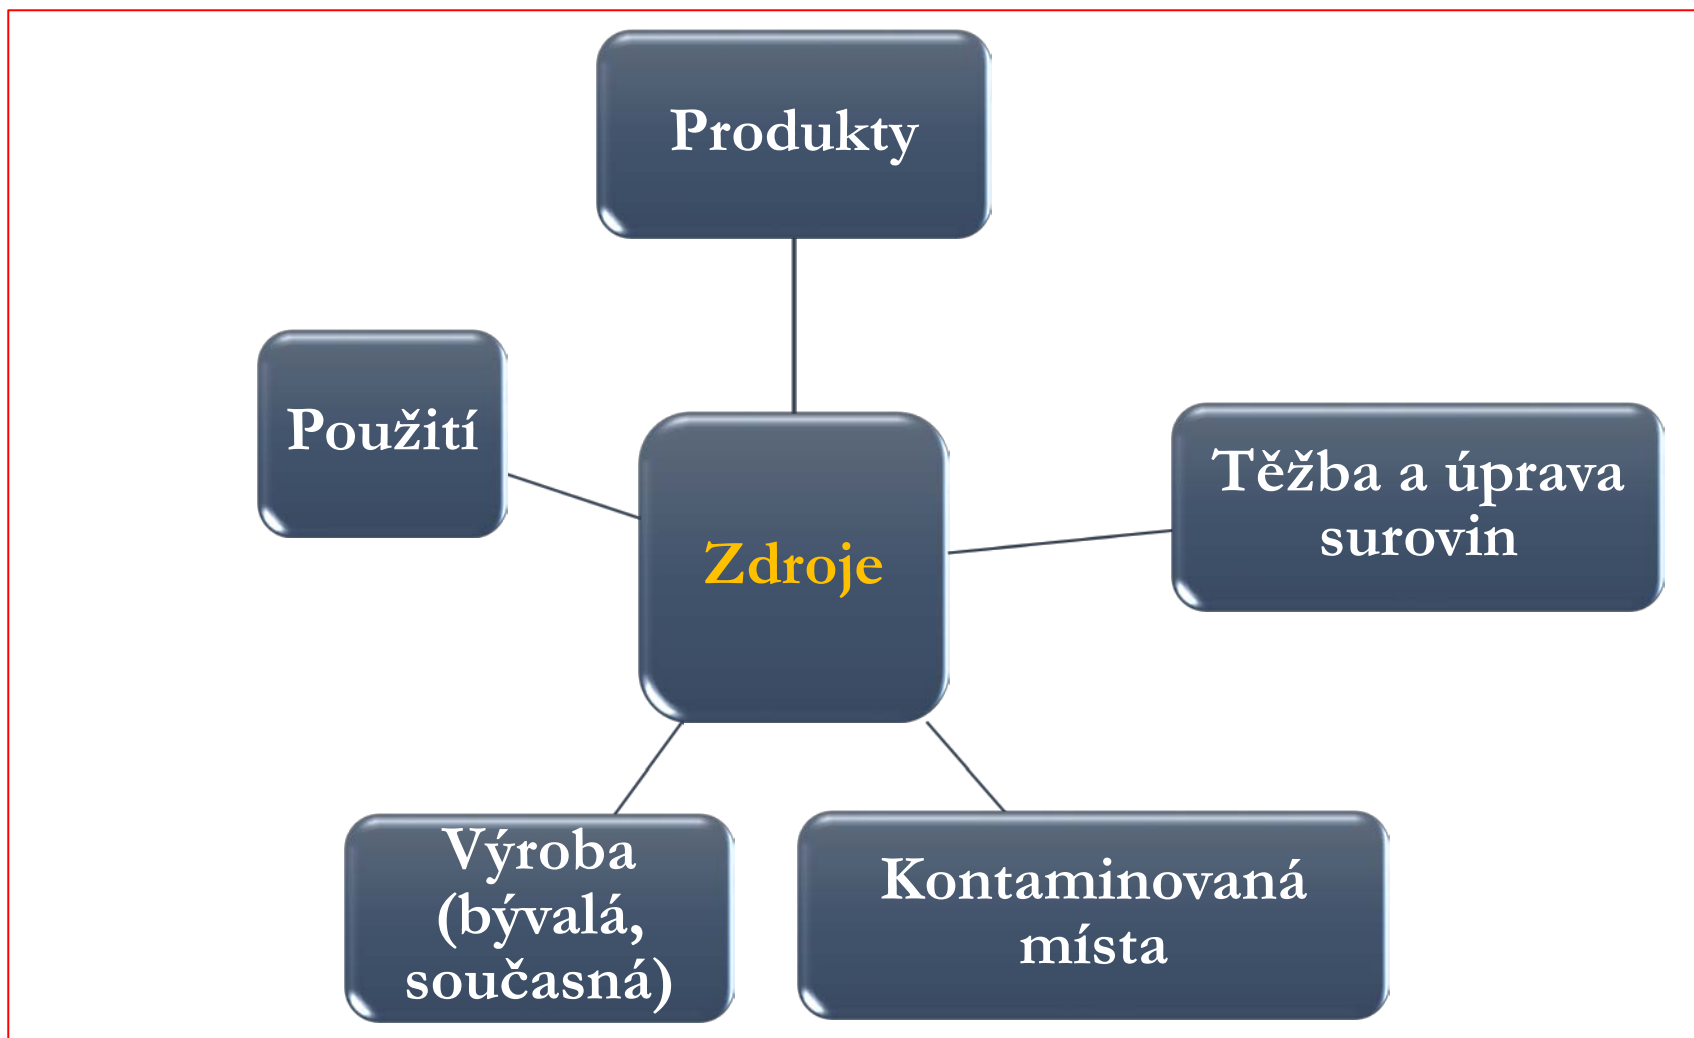 Produkty
Použití
Těžba a úprava
surovin
Zdroje
Výroba
(bývalá,
současná)
Kontaminovaná
místa